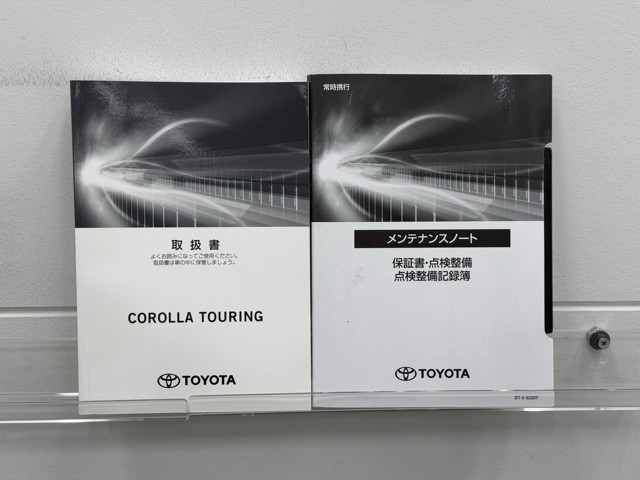 取扱書
よくお読みになってご使用ください。
取扱書は車の中に保管しましょう。
COROLLA TOURING
TOYOTA
常時携行
メンテナンスノート
保証書・点検整備
点検整備記録簿
TOYOTA